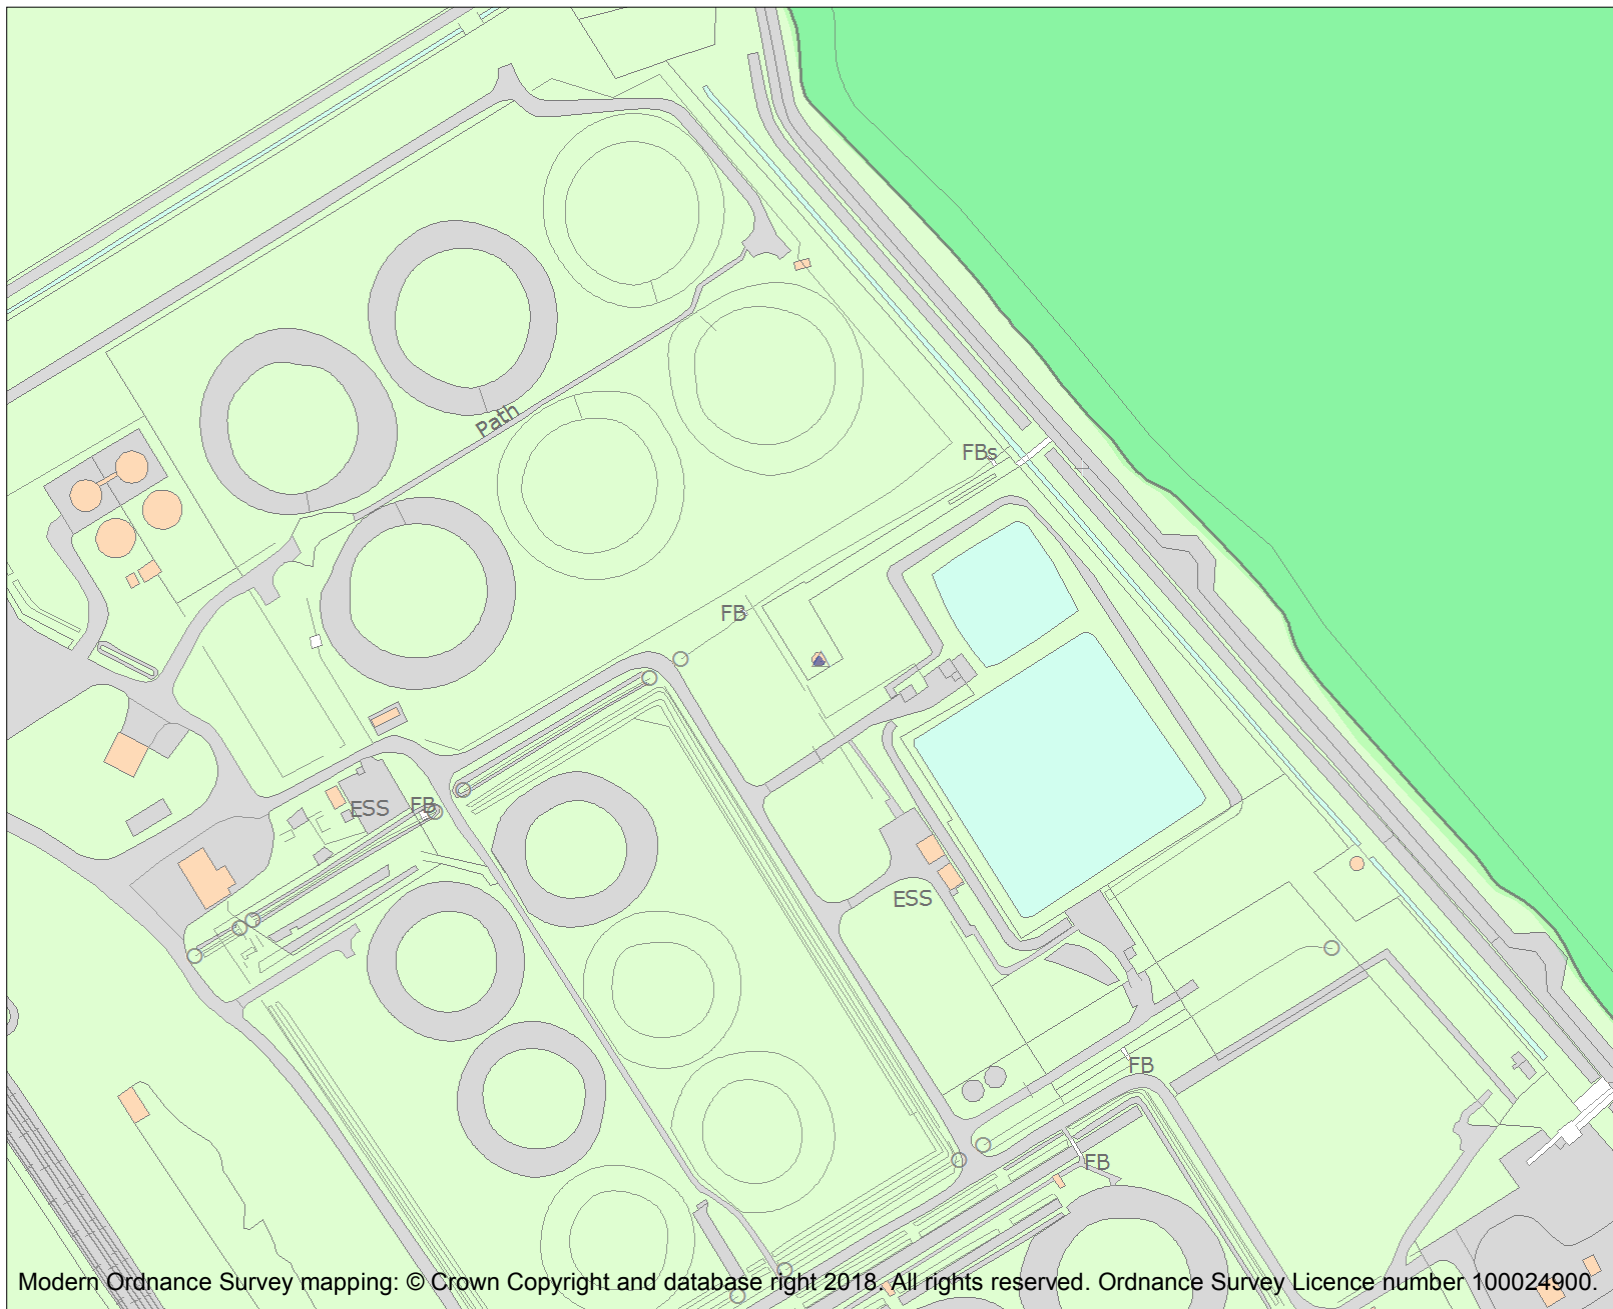 Path
FBs
FB
ESS
FB
ESS
FB
FB
Modern Ordnance Survey mapping: © Crown Copyright and database right 2018. All rights reserved. Ordnance Survey Licence number 100024900.